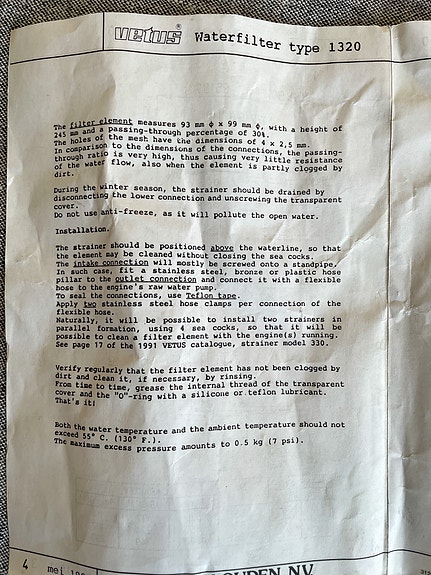 vetus® Waterfilter type 1320
The filter element measures 93 mm ϕ x 99 mm ϕ, with a height of
245 mm and a passing-through percentage of 30%.
The holes of the mesh have the dimensions of 4 x 2,5 mm.
In comparison to the dimensions of the connections, the passing-
through ratio is very high, thus causing very little resistance
of the water flow, also when the element is partly clogged by
dirt.
During the winter season, the strainer should be drained by
disconnecting the lower connection and unscrewing the transparent
cover.
Do not use anti-freeze, as it will pollute the open water.
Installation.
The strainer should be positioned above the waterline, so that
the element may be cleaned without closing the sea cocks.
The intake connection will mostly be screwed onto a standpipe.
In such case, fit a stainless steel, bronze or plastic hose
pillar to the outlet connection and connect it with a flexible
hose to the engine's raw water pump.
To seal the connections, use Teflon tape.
Apply two stainless steel hose clamps per connection of the
flexible hose.
Naturally, it will be possible to install two strainers in
parallel formation, using 4 sea cocks, so that it will be
possible to clean a filter element with the engine(s) running.
See page 17 of the 1991 VETUS catalogue, strainer model 330.
Verify regularly that the filter element has not been clogged by
dirt and clean it, if necessary, by rinsing.
From time to time, grease the internal thread of the transparent
cover and the "O"-ring with a silicone or teflon lubricant.
That's it!
Both the water temperature and the ambient temperature should not
exceed 55° C. (130° F.).
The maximum excess pressure amounts to 0.5 kg (7 psi).
4 mei OUDEN N.V.